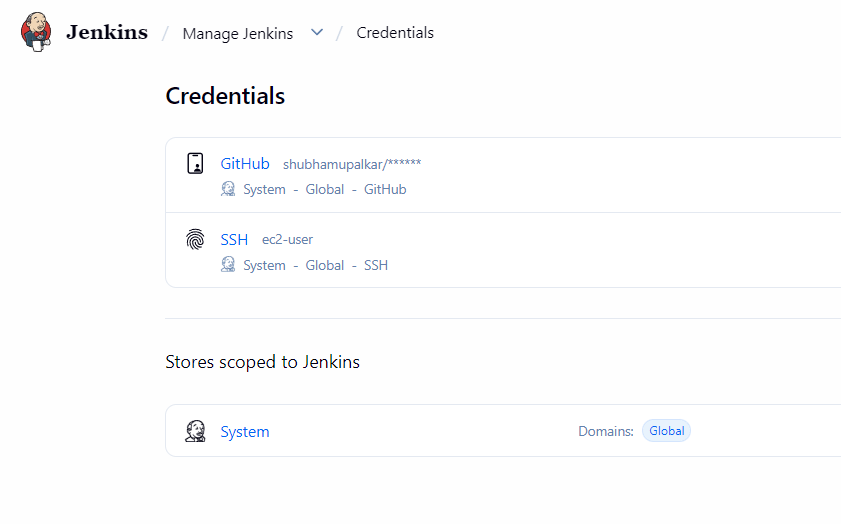 Jenkins / Manage Jenkins / Credentials
Credentials
GitHub shubhamupalkar/******
System - Global - GitHub
SSH ec2-user
System - Global - SSH
Stores scoped to Jenkins
System Domains: Global